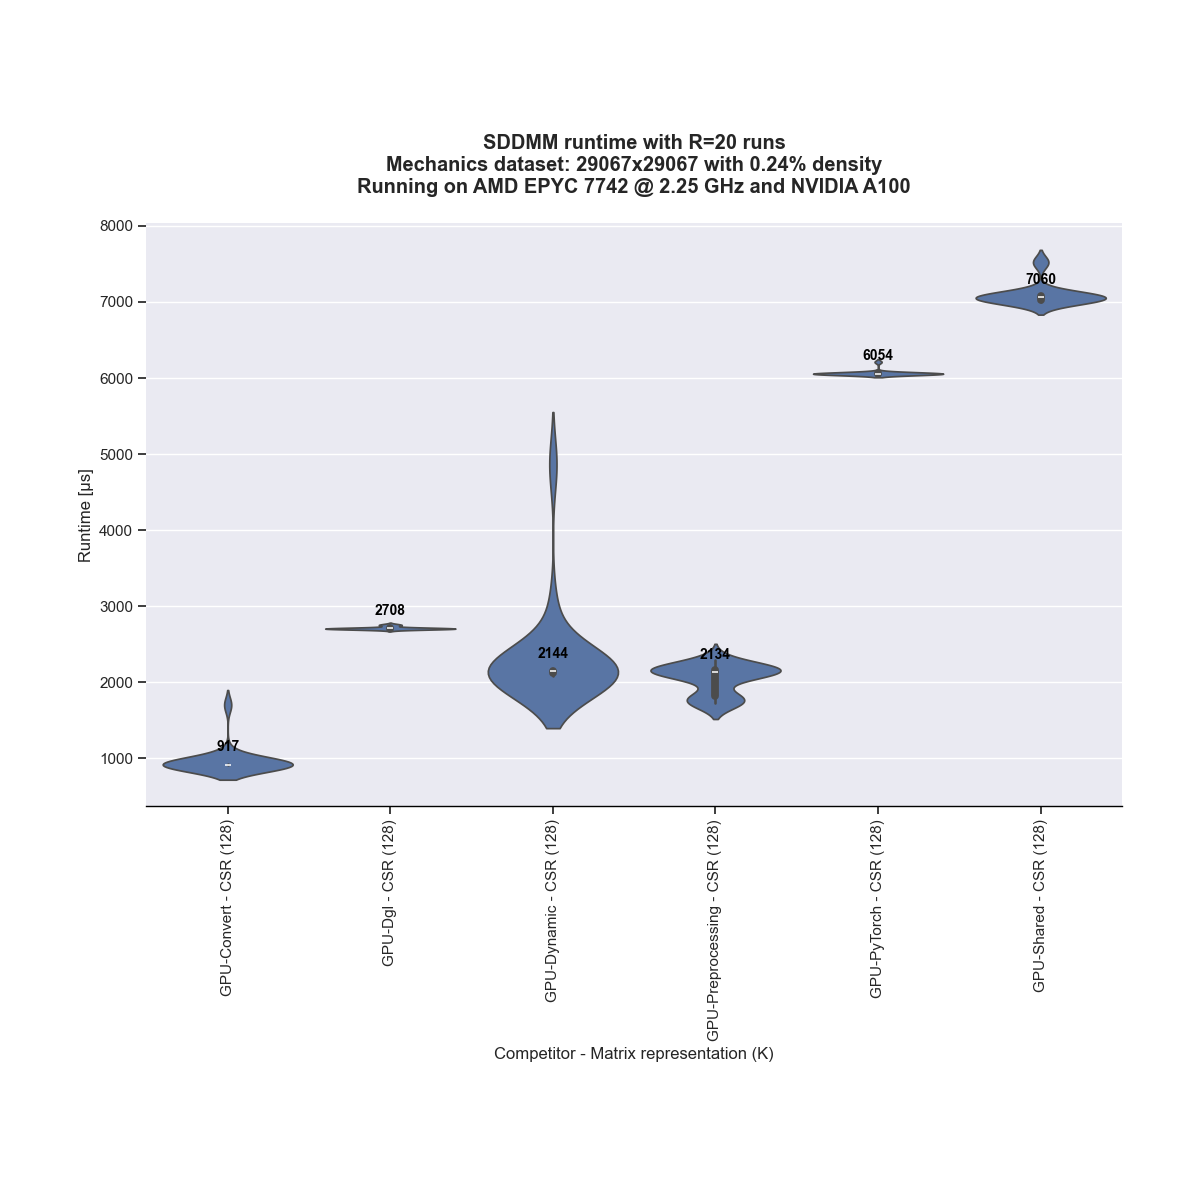 SDDMM runtime with R=20 runs
Mechanics dataset: 29067x29067 with 0.24% density
Running on AMD EPYC 7742 @ 2.25 GHz and NVIDIA A100
8000
7000
6000
5000
4000
3000
2000
1000
Runtime [µs]
917
2708
2144
2134
6054
7060
GPU-Convert - CSR (128)
GPU-Dgl - CSR (128)
GPU-Dynamic - CSR (128)
GPU-Preprocessing - CSR (128)
GPU-PyTorch - CSR (128)
GPU-Shared - CSR (128)
Competitor - Matrix representation (K)